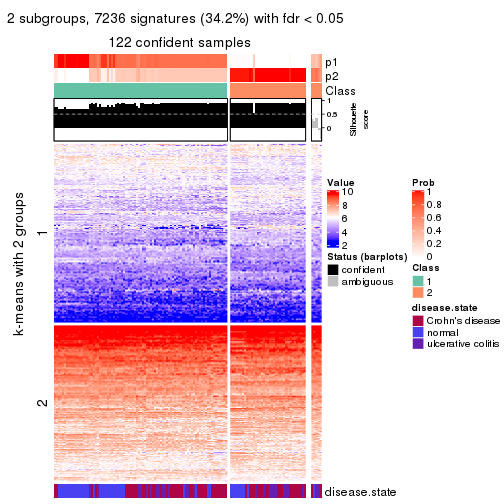 2 subgroups, 7236 signatures (34.2%) with fdr < 0.05
122 confident samples
p1
p2
Class
1
0.5
0
Silhouette
score
k-means with 2 groups
1
2
disease.state
Value
10
8
6
4
2
Status (barplots)
confident
ambiguous
Prob
1
0.8
0.6
0.4
0.2
0
Class
1
2
disease.state
Crohn's disease
normal
ulcerative colitis